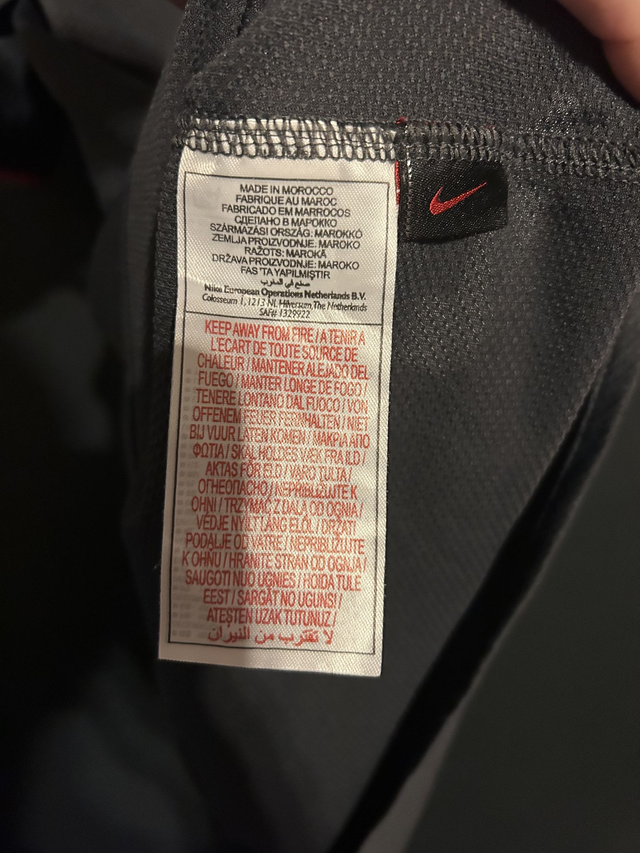 MADE IN MOROCCO
FABRIQUE AU MAROC
FABRICADO EM MARROCOS
СДЕЛАНО В МАРОККО
SZÁRMAZÁSI ORSZÁG: MAROKKÓ
ZEMLJA PROIZVODNJE: MAROKO
RAŽOTS: MAROKĀ
DRŽAVA PROIZVODNJE: MAROKO
FAS 'TA YAPILMIŞTIR
صنع في المغرب
Nike European Operations Netherlands B.V.
Colosseum 1, 1213 NL Hilversum, The Netherlands
SAF# 1329922
KEEP AWAY FROM FIRE / A TENIR A
L'ECART DE TOUTE SOURCE DE
CHALEUR / MANTENER ALEJADO DEL
FUEGO / MANTER LONGE DE FOGO /
TENERE LONTANO DAL FUOCO / VON
OFFENEM FEUER FERNHALTEN / NIET
BIJ VUUR LATEN KOMEN / ΜΑΚΡΙΑ ΑΠΟ
ΦΩΤΙΑ / SKAL HOLDES VÆK FRA ILD /
AKTAS FÖR ELD / VARO TULTA /
ОГНЕОПАСНО / NEPRIBLIŽUJTE K
OHNI / TRZYMAĆ Z DALA OD OGNIA /
VÉDJE NYÍLT LÁNG ELŐL / DRŽATI
PODALJE OD VATRE / NEPRIBLIŽUJTE
K OHNU / HRANITE STRAN OD OGNJA /
SAUGOTI NUO UGNIES / HOIDA TULE
EEST / SARGĀT NO UGUNS! /
ATEŞTEN UZAK TUTUNUZ /
لا تقترب من النيران